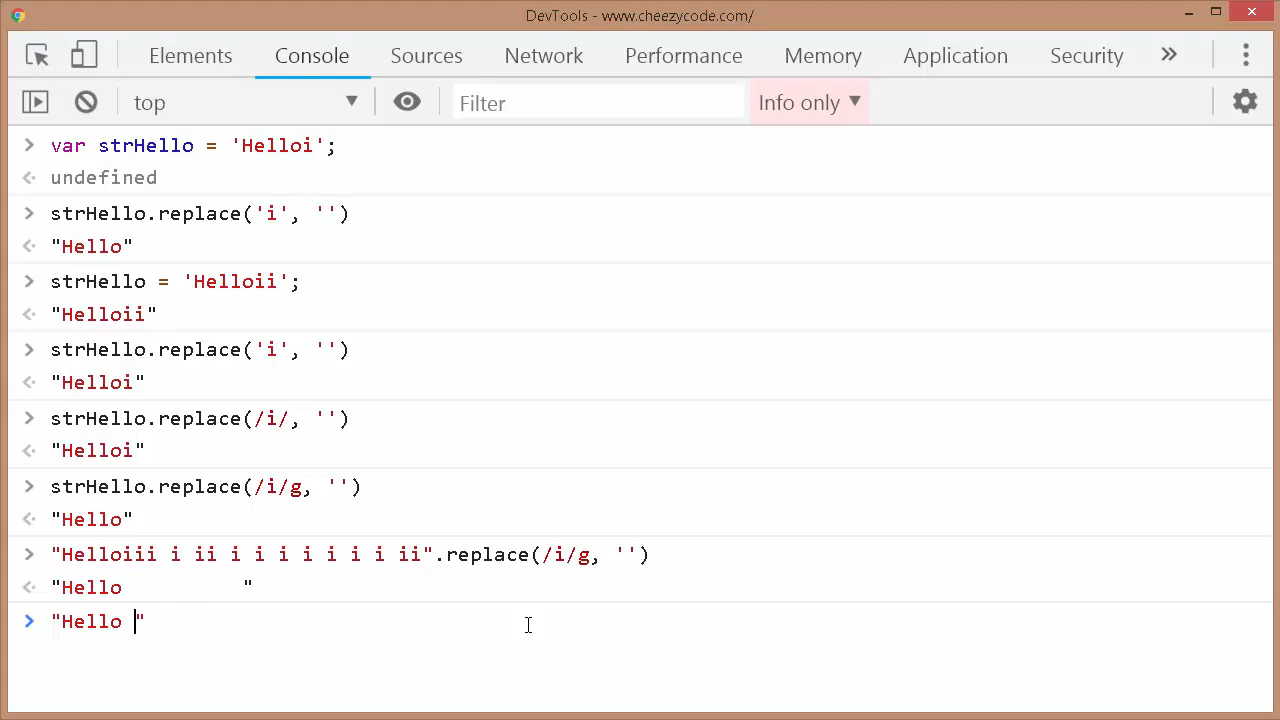 DevTools - www.cheezycode.com/
Elements Console Sources Network Performance Memory Application Security »
top ▼ Filter Info only ▼
> var strHello = 'Helloi';
< undefined
> strHello.replace('i', '')
< "Hello"
> strHello = 'Helloii';
< "Helloii"
> strHello.replace('i', '')
< "Helloi"
> strHello.replace(/i/, '')
< "Helloi"
> strHello.replace(/i/g, '')
< "Hello"
> "Helloiii i ii i i i i i i i ii".replace(/i/g, '')
< "Hello          "
> "Hello "